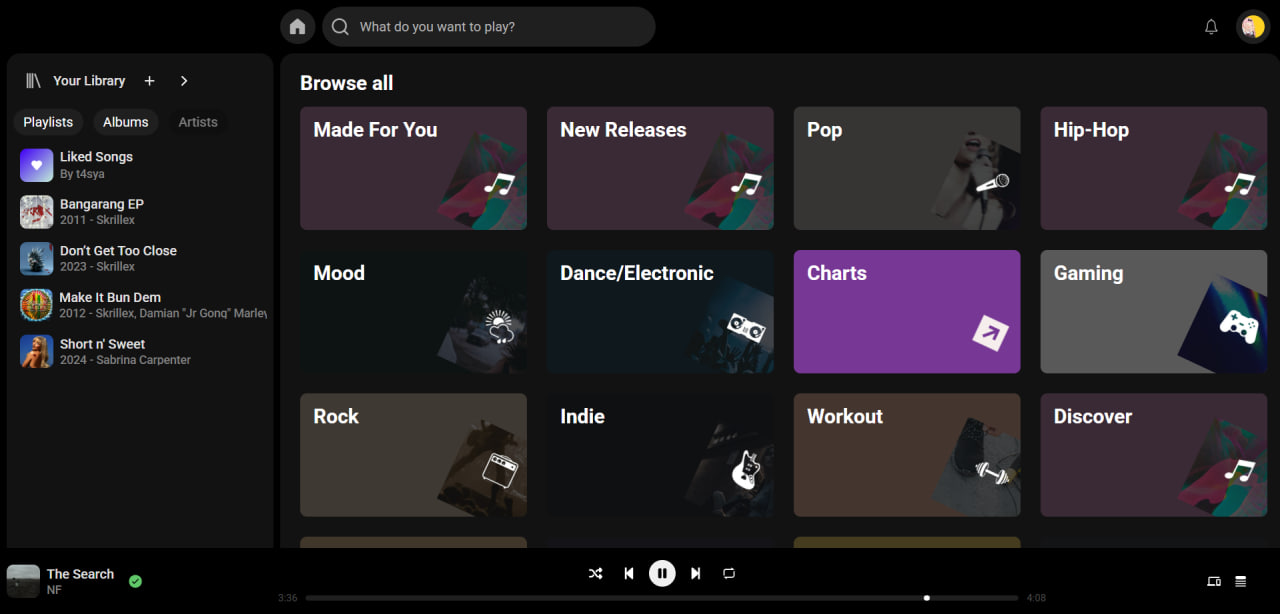 What do you want to play?
Your Library
Playlists Albums Artists
Liked Songs
By t4sya
Bangarang EP
2011 - Skrillex
Don't Get Too Close
2023 - Skrillex
Make It Bun Dem
2012 - Skrillex, Damian "Jr Gong" Marley
Short n' Sweet
2024 - Sabrina Carpenter
Browse all
Made For You
New Releases
Pop
Hip-Hop
Mood
Dance/Electronic
Charts
Gaming
Rock
Indie
Workout
Discover
The Search
NF
3:36
4:08